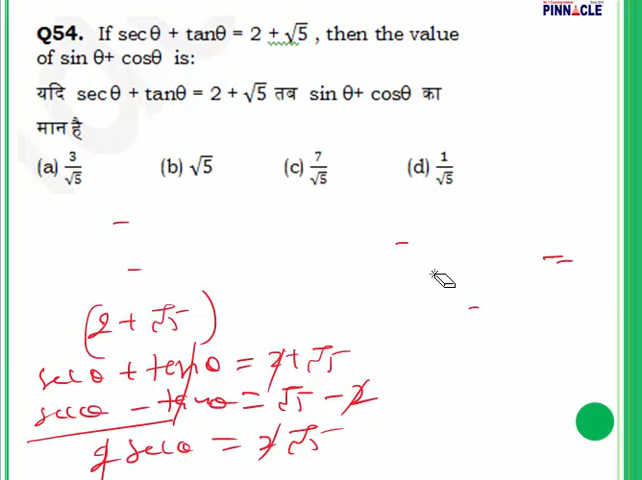 PINNACLE
Q54. If secθ + tanθ = 2 + √5 , then the value
of sin θ+ cosθ is:
यदि secθ + tanθ = 2 + √5 तब sin θ+ cosθ का
मान है
(a) 3/√5 (b) √5 (c) 7/√5 (d) 1/√5
(2 + √5)
secθ + tanθ = 2 + √5
secθ - tanθ = √5 - 2
2 secθ = 2√5